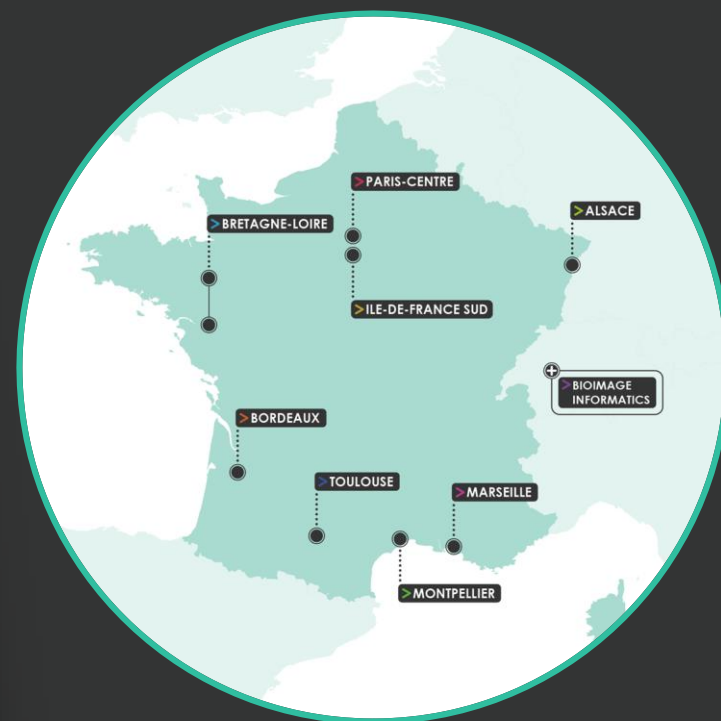 >PARIS-CENTRE
>ALSACE
>BRETAGNE-LOIRE
>ILE-DE-FRANCE SUD
>BIOIMAGE
INFORMATICS
>BORDEAUX
>TOULOUSE
>MARSEILLE
>MONTPELLIER